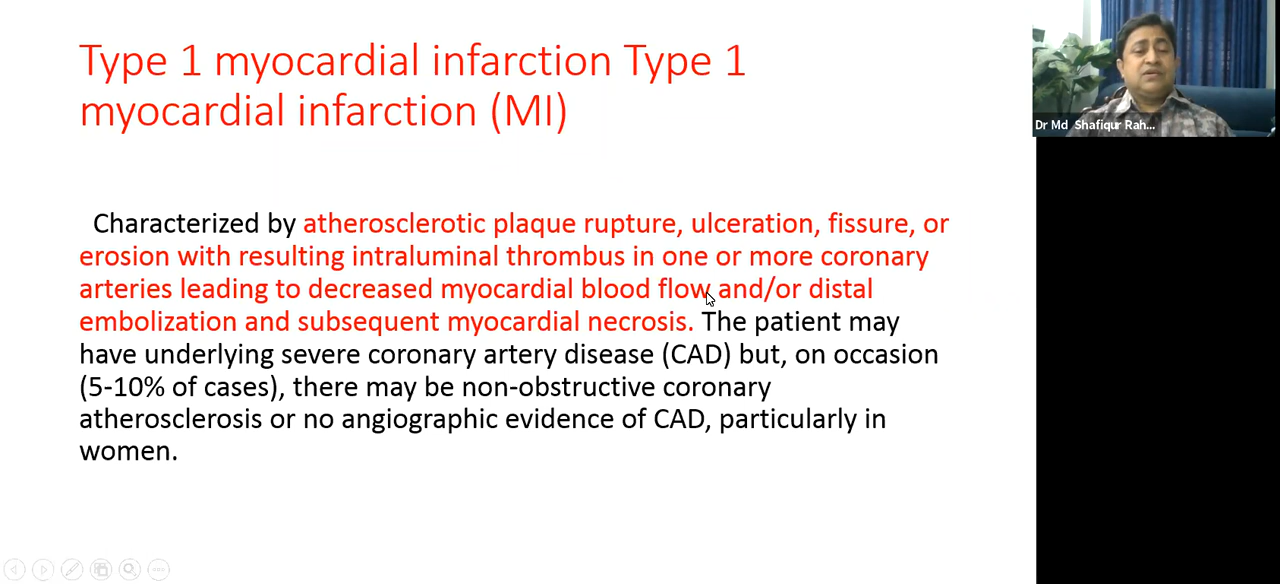 Type 1 myocardial infarction Type 1
myocardial infarction (MI)
Dr Md Shafiqur Rah...
Characterized by atherosclerotic plaque rupture, ulceration, fissure, or
erosion with resulting intraluminal thrombus in one or more coronary
arteries leading to decreased myocardial blood flow and/or distal
embolization and subsequent myocardial necrosis. The patient may
have underlying severe coronary artery disease (CAD) but, on occasion
(5-10% of cases), there may be non-obstructive coronary
atherosclerosis or no angiographic evidence of CAD, particularly in
women.